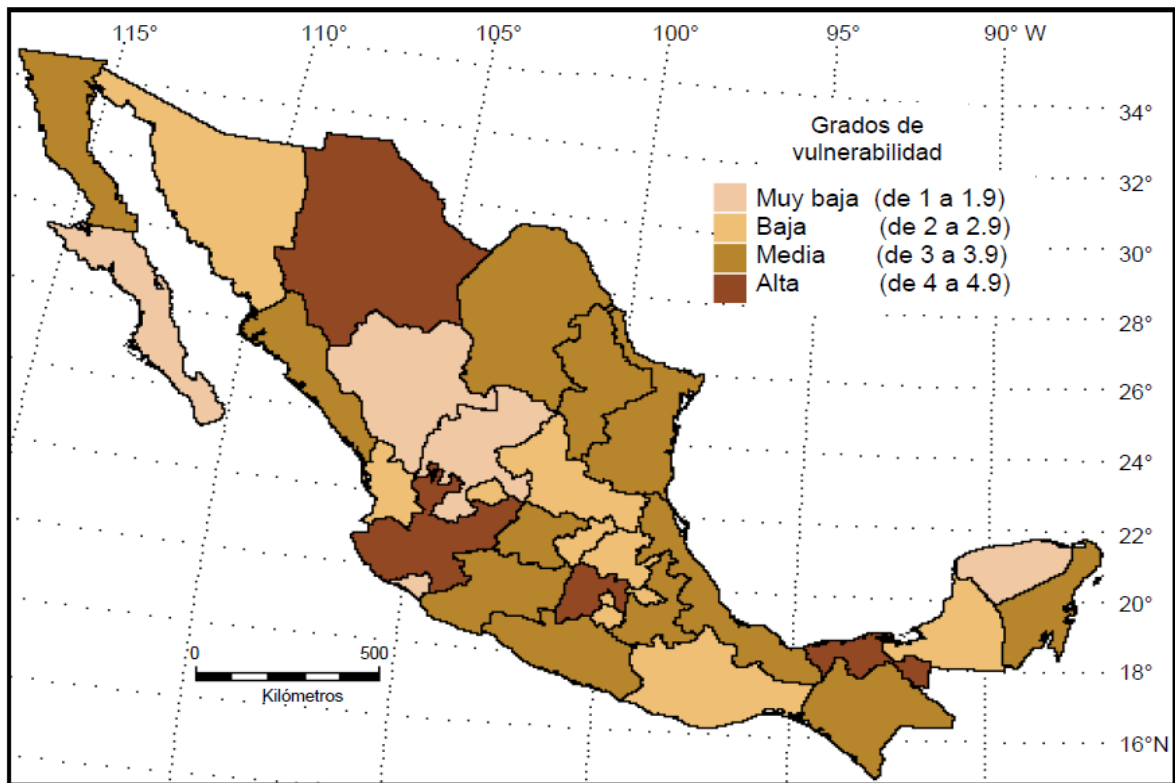 115° 110° 105° 100° 95° 90° W
34°
Grados de
vulnerabilidad
32°
Muy baja (de 1 a 1.9)
Baja (de 2 a 2.9)
30°
Media (de 3 a 3.9)
Alta (de 4 a 4.9)
28°
26°
24°
22°
20°
0 500
18°
Kilómetros
16°N